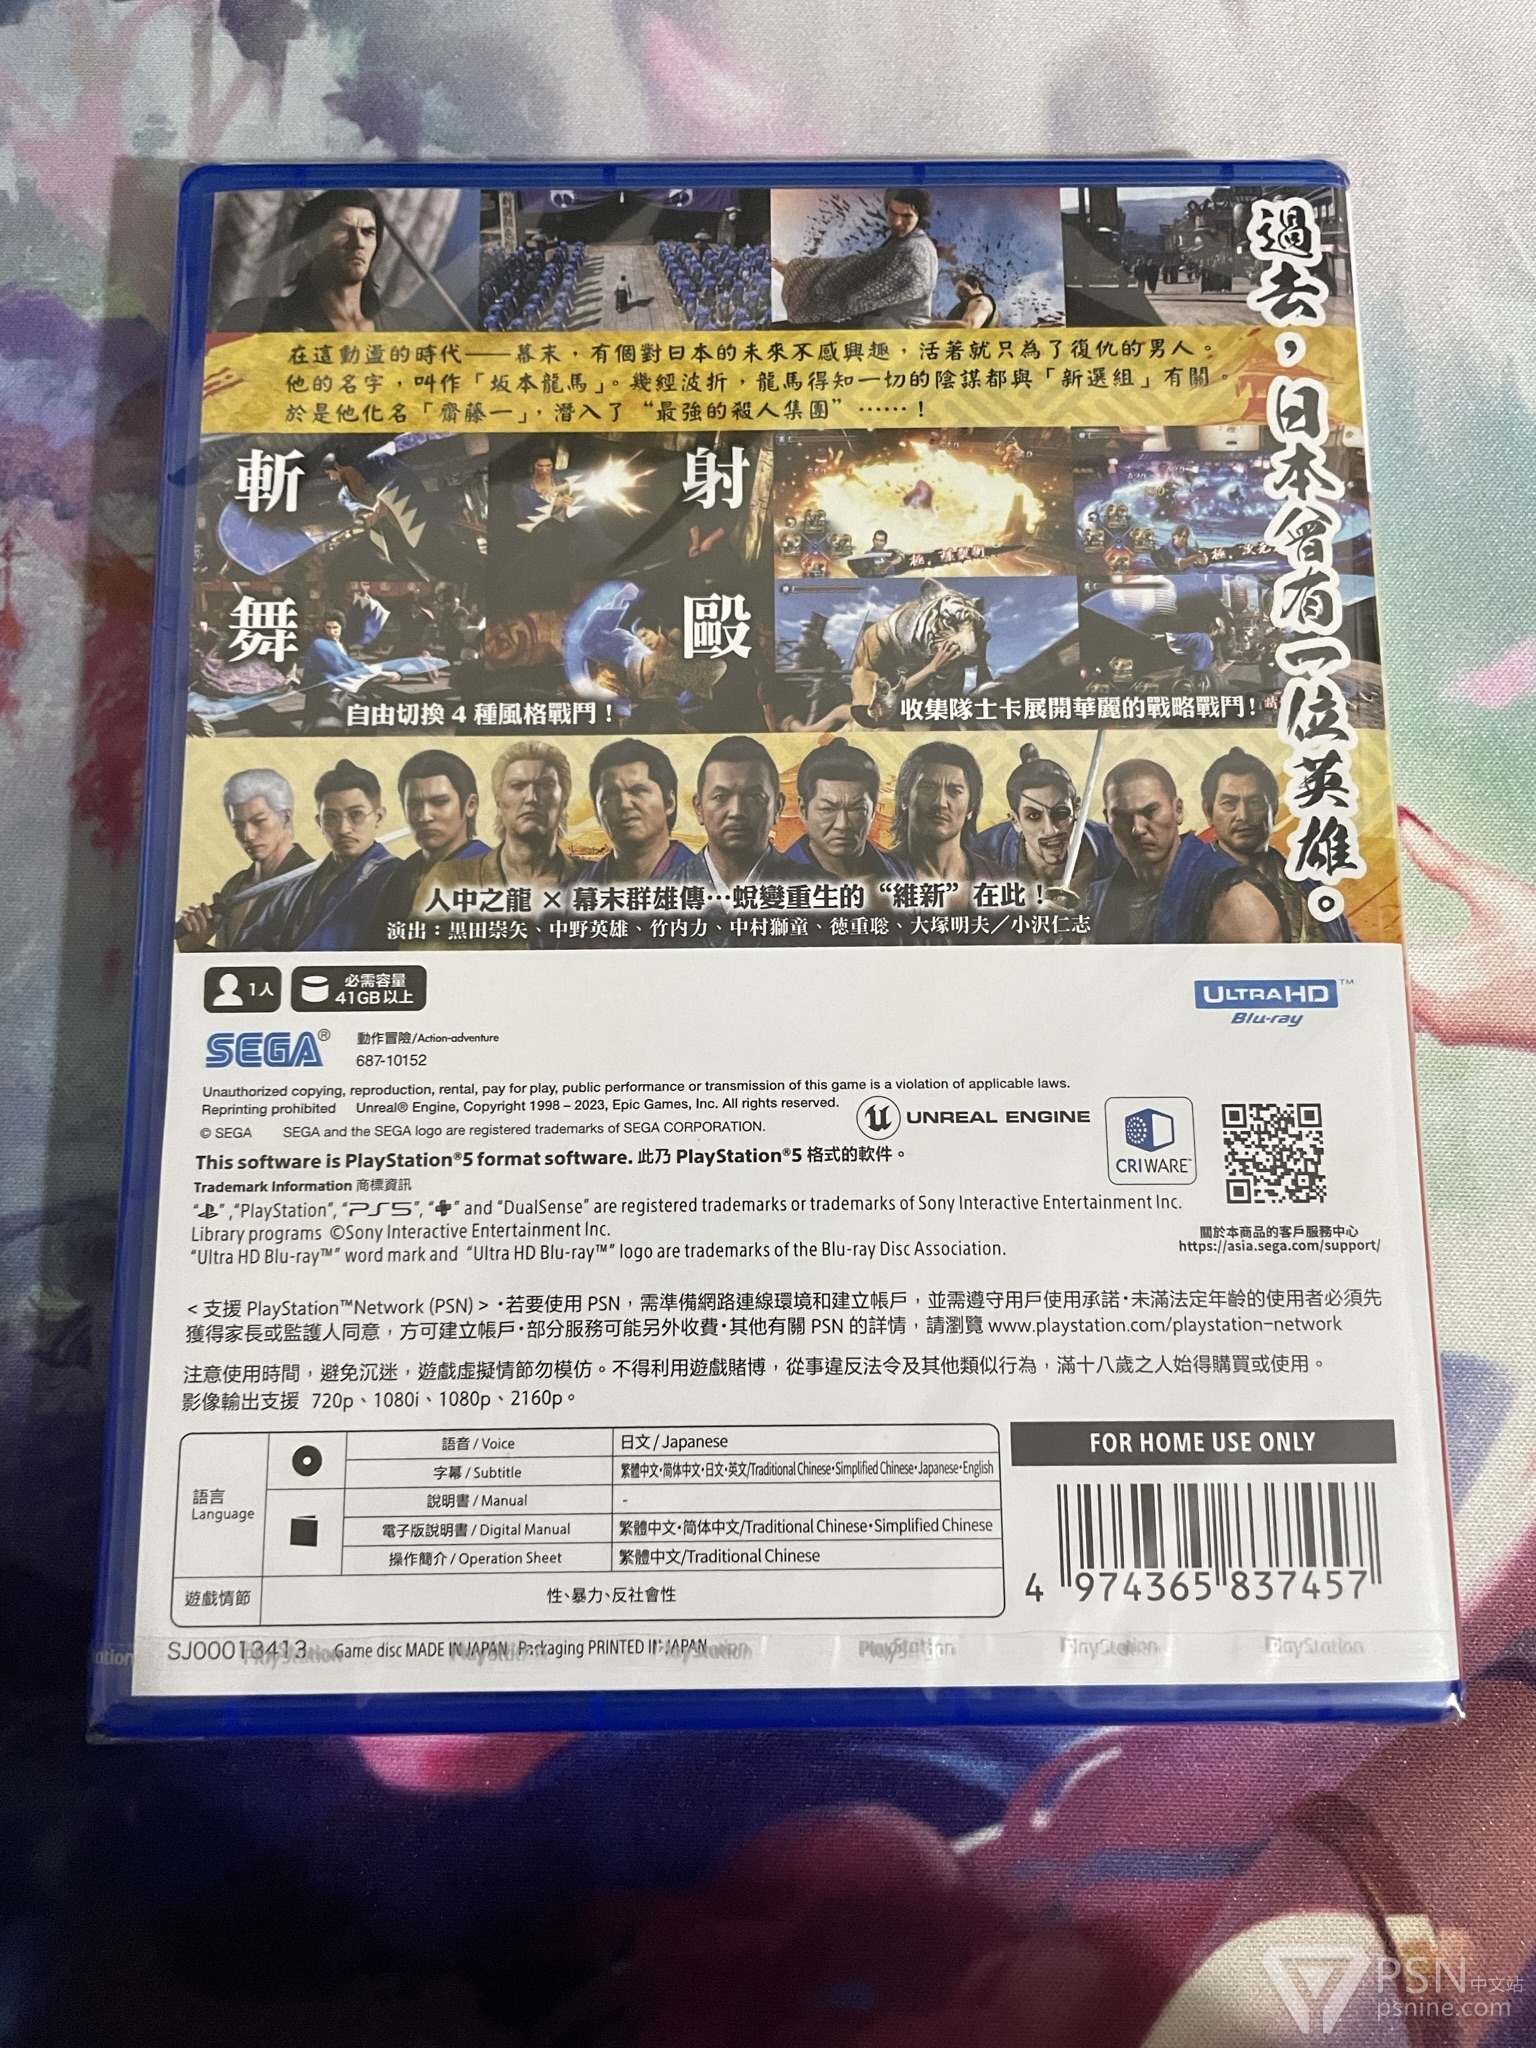 過去，日本曾有一位英雄。
在這動盪的時代——幕末，有個對日本的未來不感興趣，活著就只為了復仇的男人。
他的名字，叫作「坂本龍馬」。幾經波折，龍馬得知一切的陰謀都與「新選組」有關。
於是他化名「齋藤一」，潛入了“最強的殺人集團”……！
斬
射
舞
毆
自由切換 4 種風格戰鬥！
收集隊士卡展開華麗的戰略戰鬥！
人中之龍 × 幕末群雄傳…蛻變重生的“維新”在此！
演出：黒田崇矢、中野英雄、竹内力、中村獅童、徳重聡、大塚明夫／小沢仁志
1人
必需容量
41GB以上
ULTRA HD™
Blu-ray
SEGA®
動作冒險/Action-adventure
687-10152
Unauthorized copying, reproduction, rental, pay for play, public performance or transmission of this game is a violation of applicable laws.
Reprinting prohibited Unreal® Engine, Copyright 1998 – 2023, Epic Games, Inc. All rights reserved.
© SEGA SEGA and the SEGA logo are registered trademarks of SEGA CORPORATION.
UNREAL ENGINE
CRIWARE™
This software is PlayStation®5 format software. 此乃 PlayStation®5 格式的軟件。
Trademark Information 商標資訊
“ ”,“PlayStation”, “PS5”, “ ” and “DualSense” are registered trademarks or trademarks of Sony Interactive Entertainment Inc.
Library programs ©Sony Interactive Entertainment Inc.
“Ultra HD Blu-ray™” word mark and “Ultra HD Blu-ray™” logo are trademarks of the Blu-ray Disc Association.
關於本商品的客戶服務中心
https://asia.sega.com/support/
< 支援 PlayStation™Network (PSN) > •若要使用 PSN，需準備網路連線環境和建立帳戶，並需遵守用戶使用承諾•未滿法定年齡的使用者必須先
獲得家長或監護人同意，方可建立帳戶•部分服務可能另外收費•其他有關 PSN 的詳情，請瀏覽 www.playstation.com/playstation-network
注意使用時間，避免沉迷，遊戲虛擬情節勿模仿。不得利用遊戲賭博，從事違反法令及其他類似行為，滿十八歲之人始得購買或使用。
影像輸出支援 720p、1080i、1080p、2160p。
語言
Language
語音 / Voice 日文 / Japanese
字幕 / Subtitle 繁體中文•简体中文•日文•英文/Traditional Chinese•Simplified Chinese•Japanese•English
說明書 / Manual -
電子版說明書 / Digital Manual 繁體中文•简体中文/Traditional Chinese•Simplified Chinese
操作簡介 / Operation Sheet 繁體中文/Traditional Chinese
遊戲情節 性、暴力、反社會性
FOR HOME USE ONLY
4 974365 837457
SJ00013413 Game disc MADE IN JAPAN Packaging PRINTED IN JAPAN
PlayStation PlayStation PlayStation PlayStation PlayStation PlayStation
PSN中文站
psnine.com